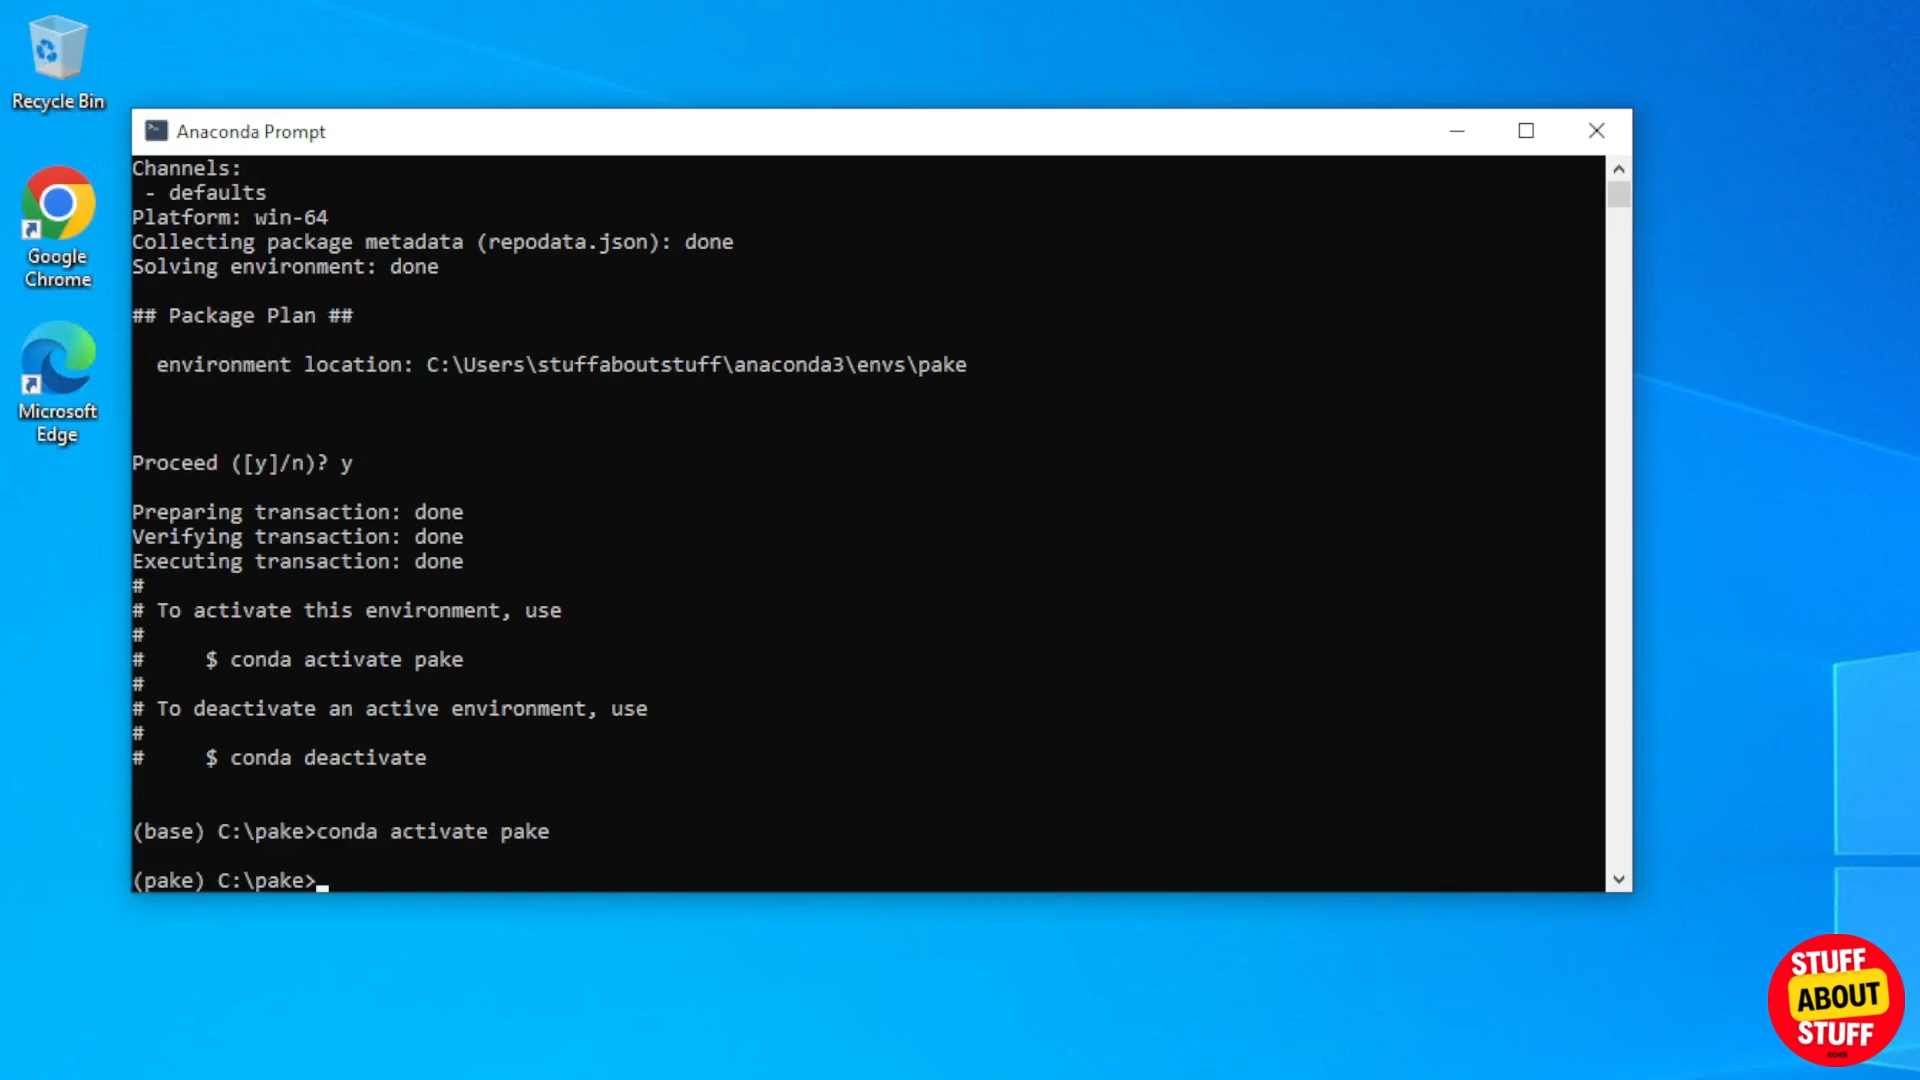 Recycle Bin
Google
Chrome
Microsoft
Edge
Anaconda Prompt
Channels:
 - defaults
Platform: win-64
Collecting package metadata (repodata.json): done
Solving environment: done
## Package Plan ##
  environment location: C:\Users\stuffaboutstuff\anaconda3\envs\pake
Proceed ([y]/n)? y
Preparing transaction: done
Verifying transaction: done
Executing transaction: done
#
# To activate this environment, use
#
#     $ conda activate pake
#
# To deactivate an active environment, use
#
#     $ conda deactivate
(base) C:\pake>conda activate pake
(pake) C:\pake>
STUFF
ABOUT
STUFF